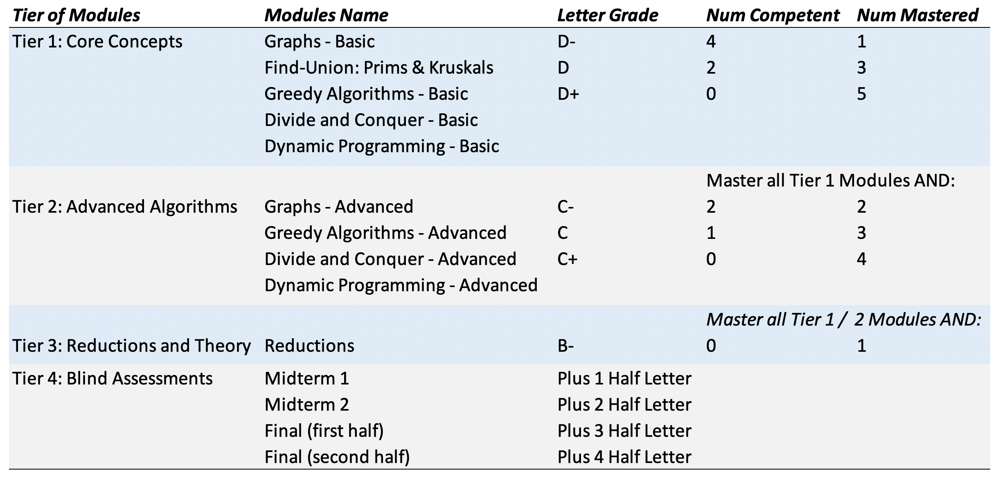 Tier of Modules Modules Name Letter Grade Num Competent Num Mastered
Tier 1: Core Concepts Graphs - Basic D- 4 1
Find-Union: Prims & Kruskals D 2 3
Greedy Algorithms - Basic D+ 0 5
Divide and Conquer - Basic
Dynamic Programming - Basic
Master all Tier 1 Modules AND:
Tier 2: Advanced Algorithms Graphs - Advanced C- 2 2
Greedy Algorithms - Advanced C 1 3
Divide and Conquer - Advanced C+ 0 4
Dynamic Programming - Advanced
Master all Tier 1 / 2 Modules AND:
Tier 3: Reductions and Theory Reductions B- 0 1
Tier 4: Blind Assessments Midterm 1 Plus 1 Half Letter
Midterm 2 Plus 2 Half Letter
Final (first half) Plus 3 Half Letter
Final (second half) Plus 4 Half Letter